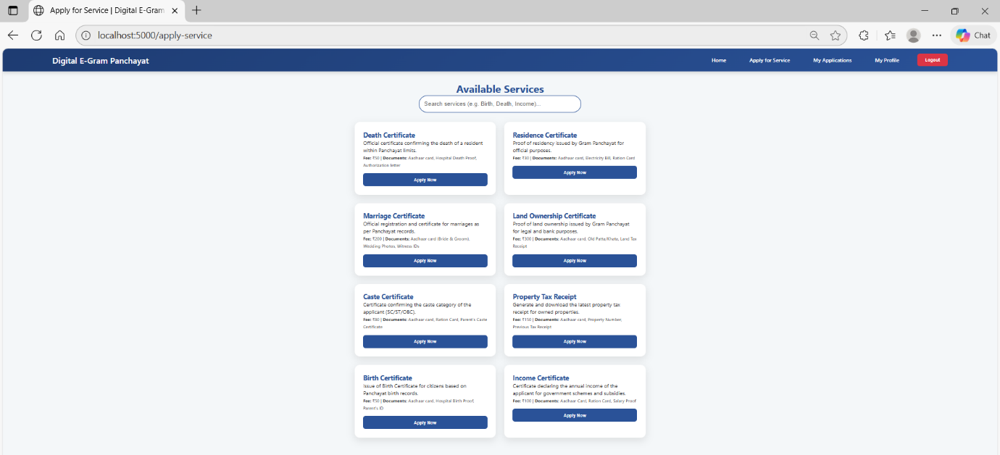 Apply for Service | Digital E-Gram
localhost:5000/apply-service
Chat
Digital E-Gram Panchayat
Home
Apply for Service
My Applications
My Profile
Logout
Available Services
Search services (e.g. Birth, Death, Income)...
Death Certificate
Official certificate confirming the death of a resident
within Panchayat limits.
Fee: ₹50 | Documents: Aadhaar card, Hospital Death Proof,
Authorization letter
Apply Now
Residence Certificate
Proof of residency issued by Gram Panchayat for
official purposes.
Fee: ₹30 | Documents: Aadhaar card, Electricity Bill, Ration Card
Apply Now
Marriage Certificate
Official registration and certificate for marriages as
per Panchayat records.
Fee: ₹200 | Documents: Aadhaar card (Bride & Groom),
Wedding Photos, Witness IDs
Apply Now
Land Ownership Certificate
Proof of land ownership issued by Gram Panchayat
for legal and bank purposes.
Fee: ₹300 | Documents: Aadhaar card, Old Patta/Khata, Land Tax
Receipt
Apply Now
Caste Certificate
Certificate confirming the caste category of the
applicant (SC/ST/OBC).
Fee: ₹80 | Documents: Aadhaar card, Ration Card, Parent's Caste
Certificate
Apply Now
Property Tax Receipt
Generate and download the latest property tax
receipt for owned properties.
Fee: ₹150 | Documents: Aadhaar card, Property Number,
Previous Tax Receipt
Apply Now
Birth Certificate
Issue of Birth Certificate for citizens based on
Panchayat birth records.
Fee: ₹50 | Documents: Aadhaar card, Hospital Birth Proof,
Parent's ID
Apply Now
Income Certificate
Certificate declaring the annual income of the
applicant for government schemes and subsidies.
Fee: ₹100 | Documents: Aadhaar Card, Ration Card, Salary Proof
Apply Now